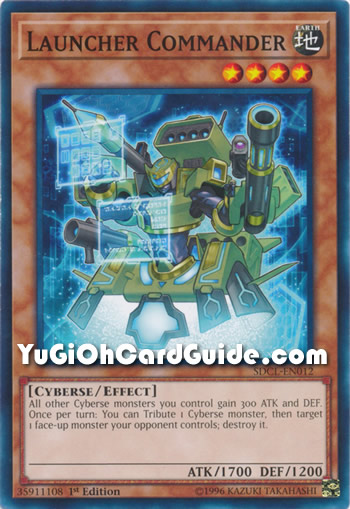 LAUNCHER COMMANDER
EARTH
地
YuGiOhCardGuide.com
SDCL-EN012
[CYBERSE/EFFECT]
All other Cyberse monsters you control gain 300 ATK and DEF.
Once per turn: You can Tribute 1 Cyberse monster, then target
1 face-up monster your opponent controls; destroy it.
ATK/1700 DEF/1200
35911108 1st Edition ©1996 KAZUKI TAKAHASHI